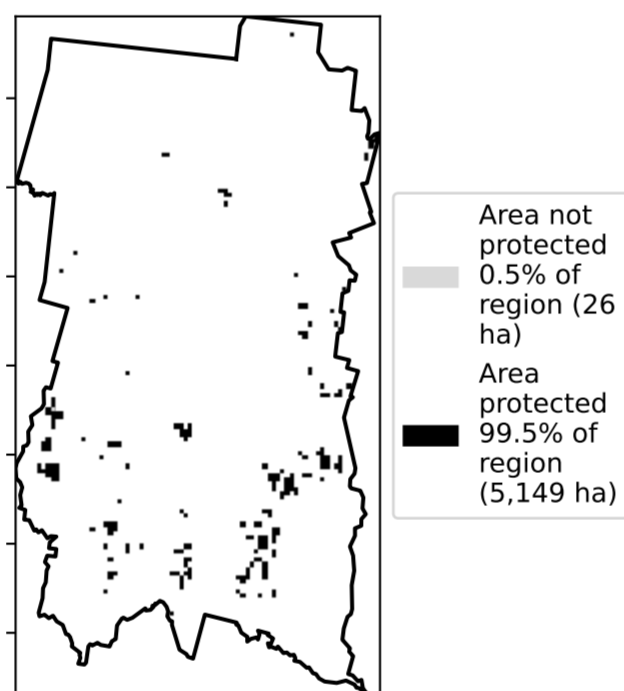 Area not
protected
0.5% of
region (26
ha)
Area
protected
99.5% of
region
(5,149 ha)